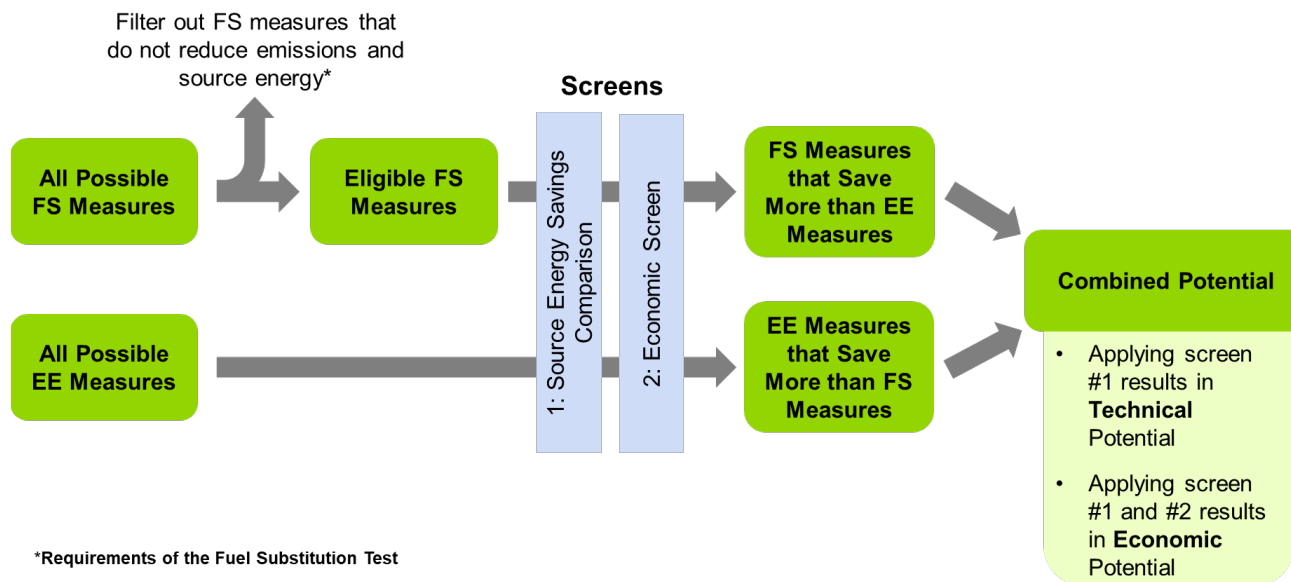 Filter out FS measures that
do not reduce emissions and
source energy*
Screens
All Possible
FS Measures
Eligible FS
Measures
1: Source Energy Savings
Comparison
2: Economic Screen
FS Measures
that Save
More than EE
Measures
All Possible
EE Measures
EE Measures
that Save
More than FS
Measures
Combined Potential
• Applying screen
#1 results in
Technical
Potential
• Applying screen
#1 and #2 results
in Economic
Potential
*Requirements of the Fuel Substitution Test